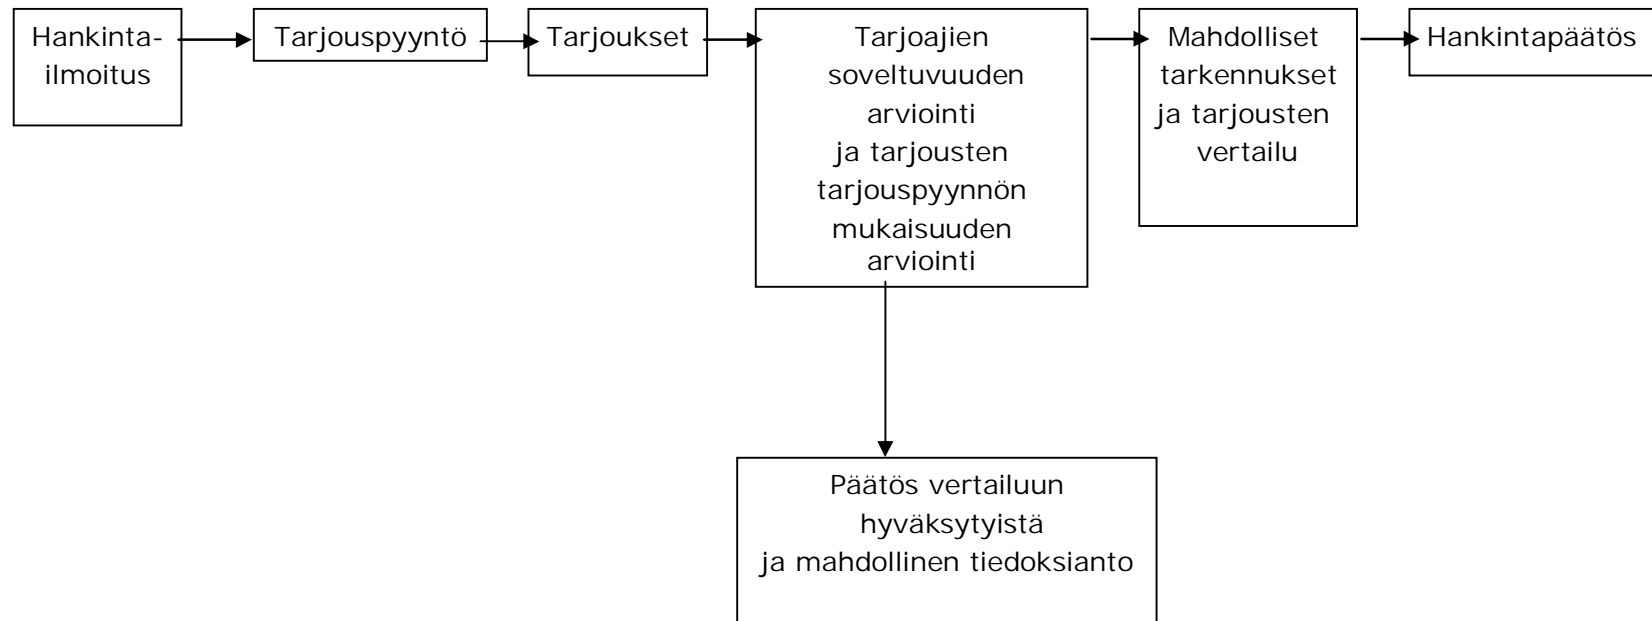 Hankinta-
ilmoitus
Tarjouspyyntö
Tarjoukset
Tarjoajien
soveltuvuuden
arviointi
ja tarjousten
tarjouspyynnön
mukaisuuden
arviointi
Mahdolliset
tarkennukset
ja tarjousten
vertailu
Hankintapäätös
Päätös vertailuun
hyväksytyistä
ja mahdollinen tiedoksianto